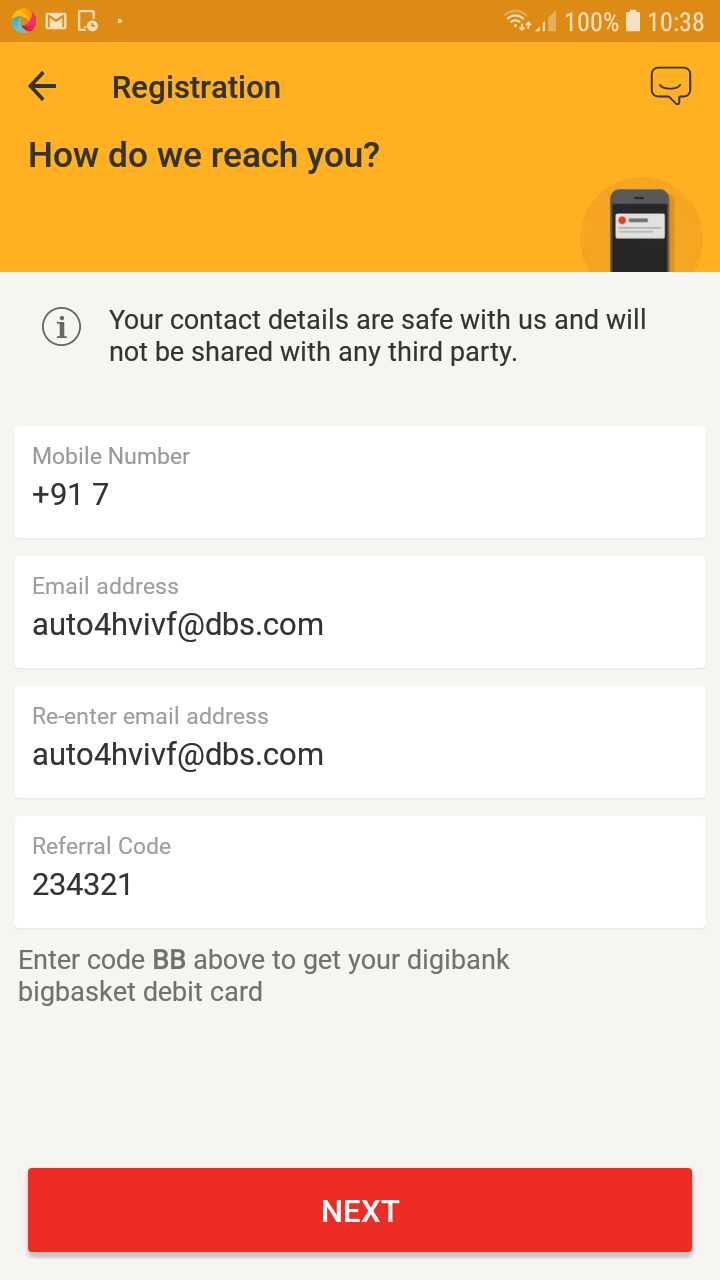 100% 10:38
Registration
How do we reach you?
Your contact details are safe with us and will
not be shared with any third party.
Mobile Number
+91 7
Email address
auto4hvivf@dbs.com
Re-enter email address
auto4hvivf@dbs.com
Referral Code
234321
Enter code BB above to get your digibank
bigbasket debit card
NEXT